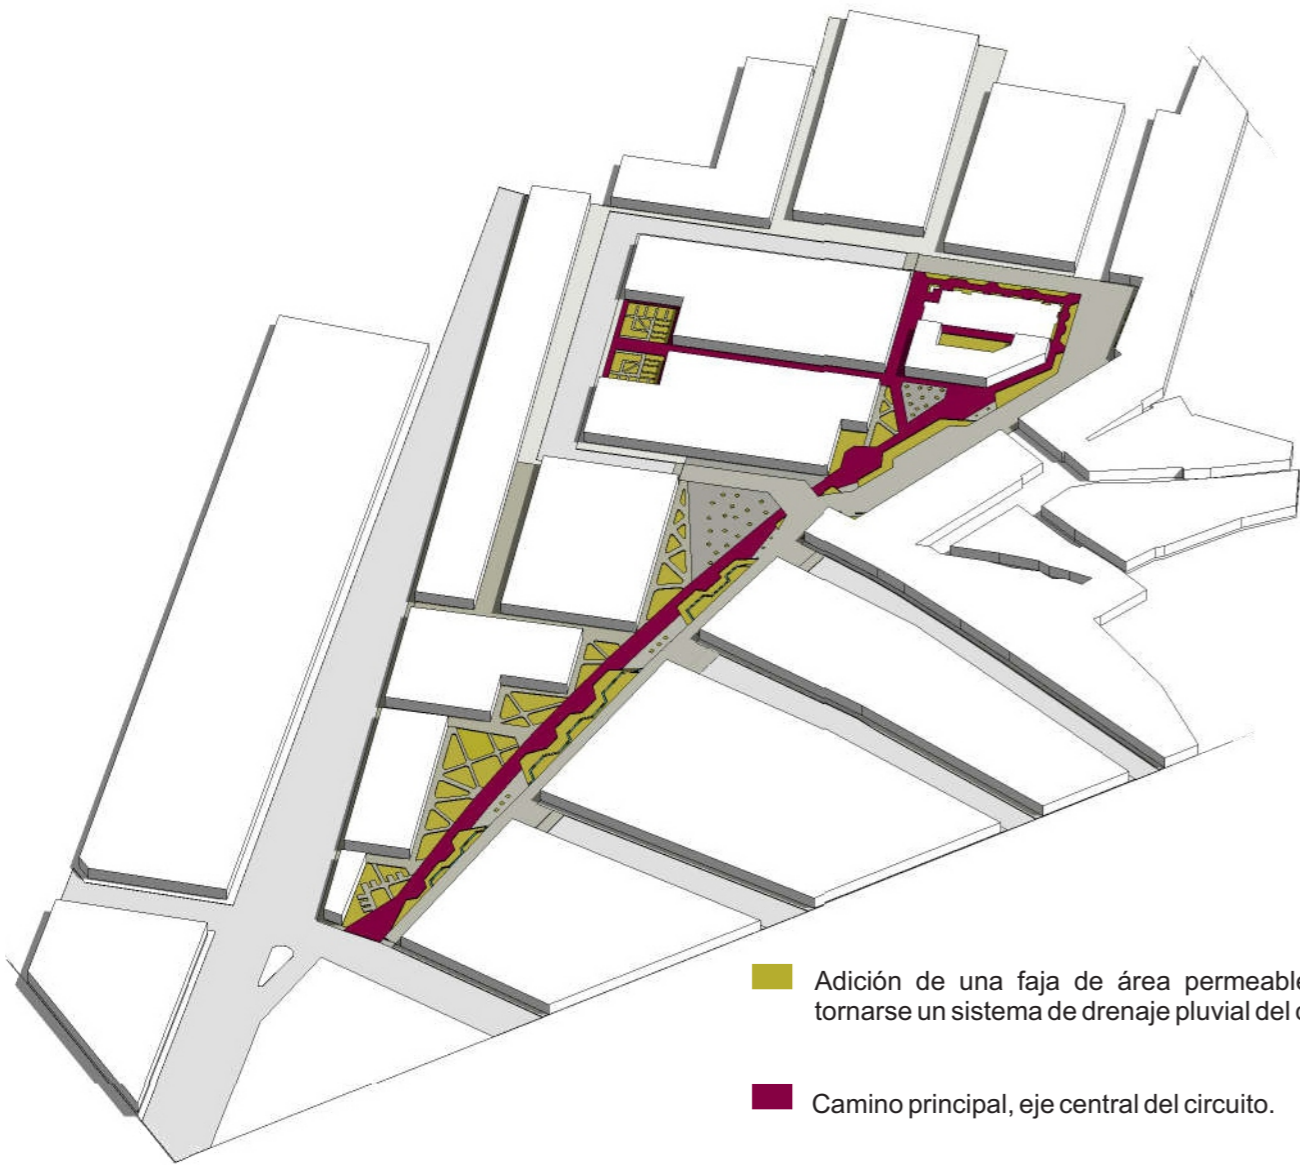 Adición de una faja de área permeable
tornarse un sistema de drenaje pluvial del
Camino principal, eje central del circuito.